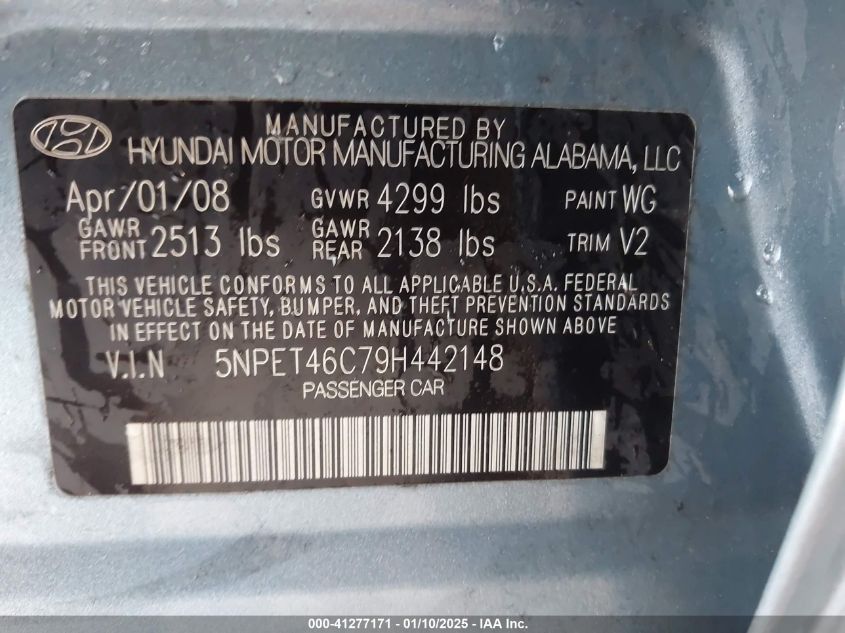 MANUFACTURED BY
HYUNDAI MOTOR MANUFACTURING ALABAMA, LLC
Apr/01/08 GVWR 4299 lbs PAINT WG
GAWR FRONT 2513 lbs GAWR REAR 2138 lbs TRIM V2
THIS VEHICLE CONFORMS TO ALL APPLICABLE U.S.A. FEDERAL
MOTOR VEHICLE SAFETY, BUMPER, AND THEFT PREVENTION STANDARDS
IN EFFECT ON THE DATE OF MANUFACTURE SHOWN ABOVE
V.I.N 5NPET46C79H442148
PASSENGER CAR
000-41277171 - 01/10/2025 - IAA Inc.